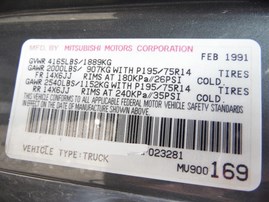 MFD. BY MITSUBISHI MOTORS CORPORATION FEB 1991
GVWR 4165LBS/1889KG
GAWR 2000LBS/ 907KG WITH P195/75R14 TIRES
FR 14X6JJ RIMS AT 180KPA//26PSI COLD
GAWR 2540LBS/1152KG WITH P195/75R14 TIRES
RR 14X6JJ RIMS AT 240KPA//35PSI COLD
THIS VEHICLE CONFORMS TO ALL APPLICABLE FEDERAL MOTOR
VEHICLE SAFETY STANDARDS IN EFFECT ON THE DATE OF
MANUFACTURE SHOWN ABOVE.
023281
VEHICLE TYPE:TRUCK
MU900169